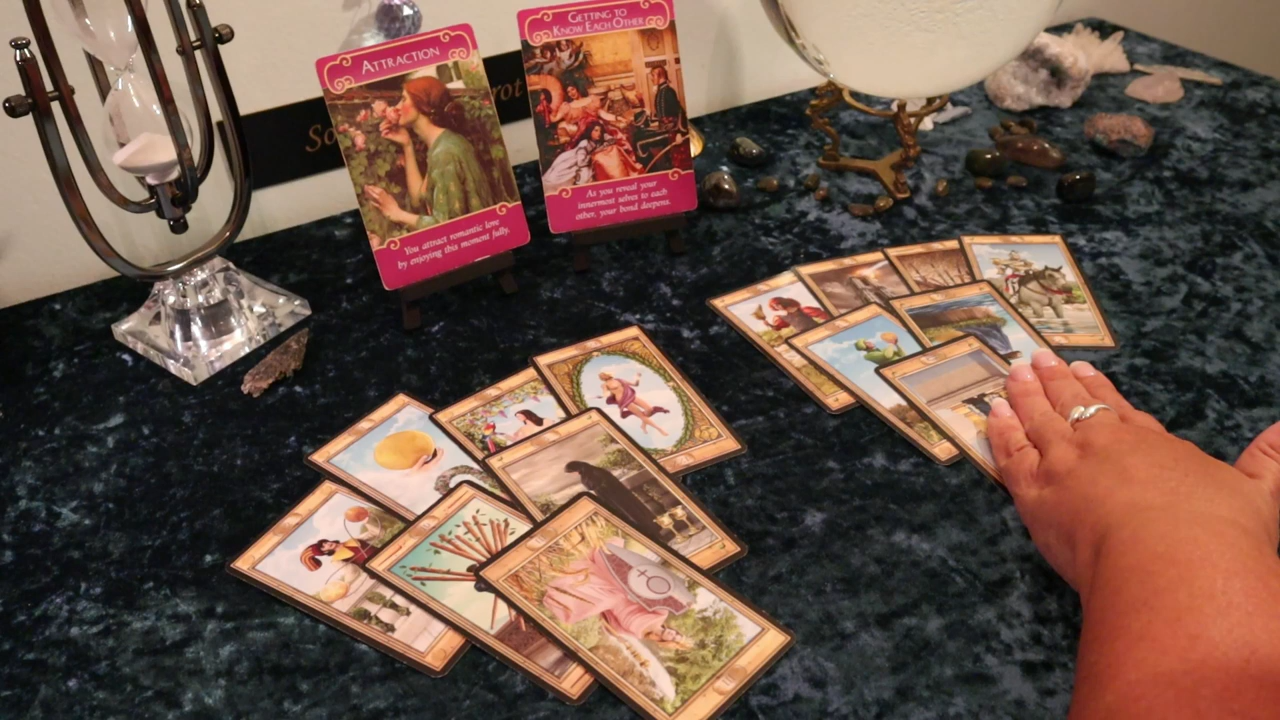 ATTRACTION
You attract romantic love
by enjoying this moment fully.
GETTING TO
KNOW EACH OTHER
As you reveal your
innermost selves to each
other, your bond deepens.